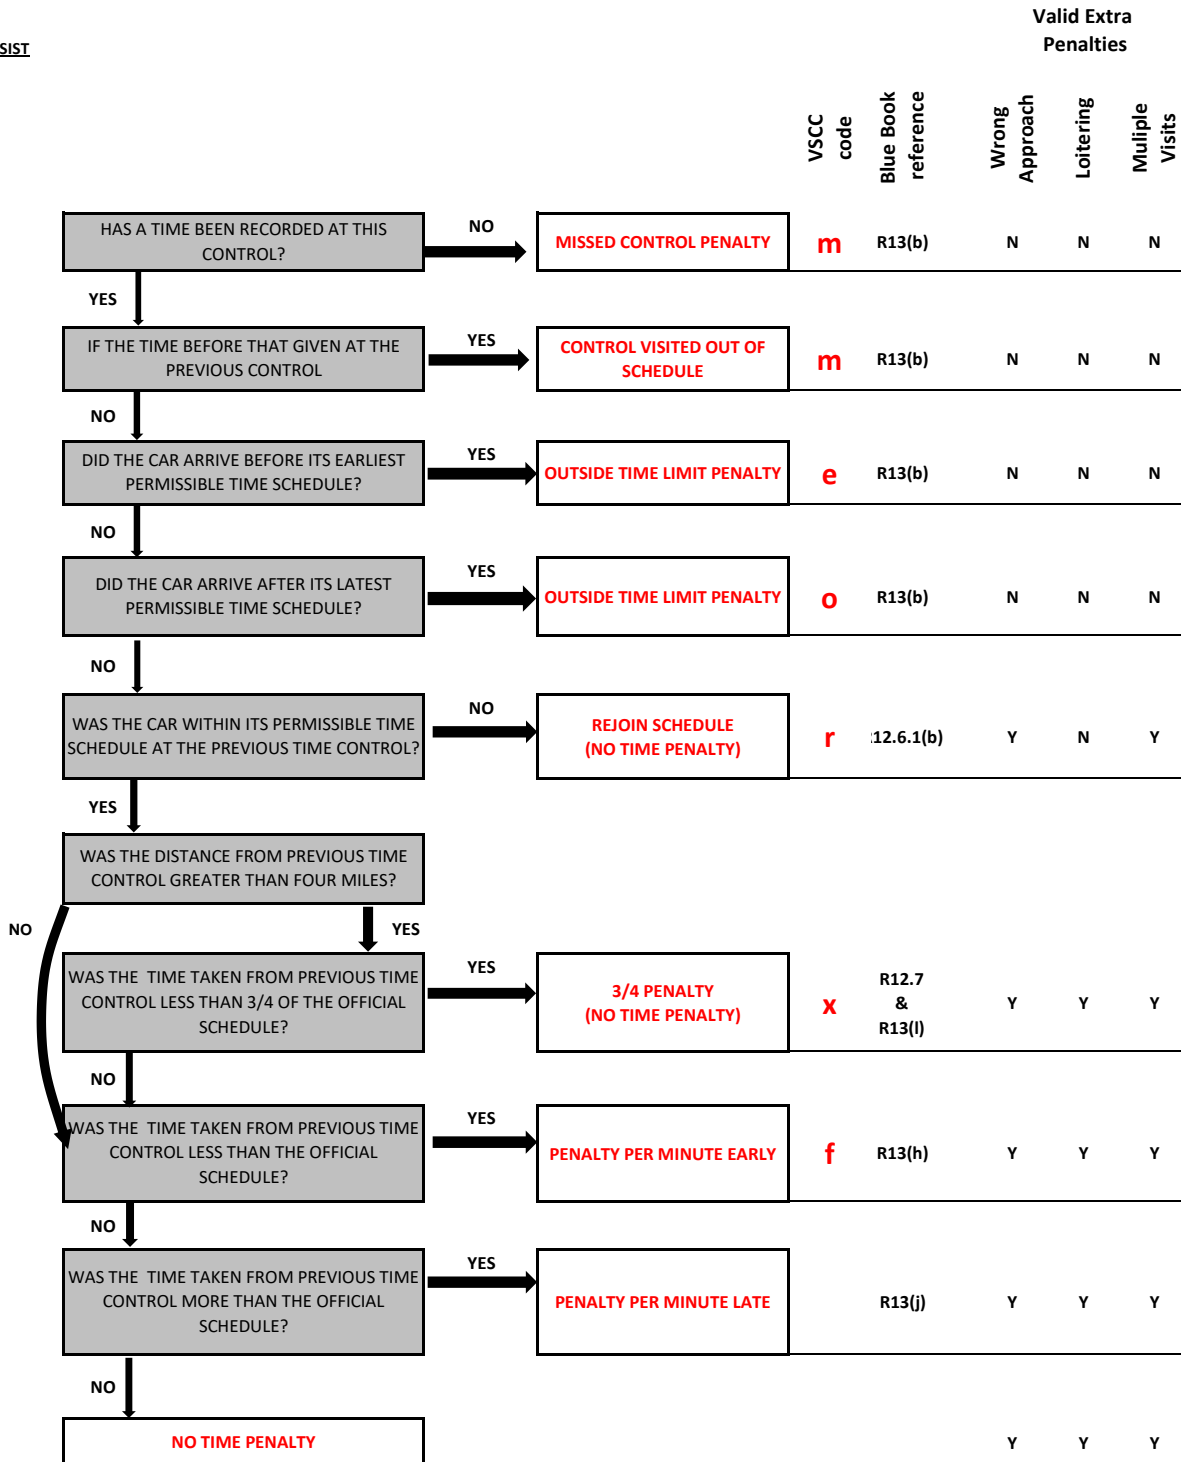 SIST
Valid Extra
Penalties
VSCC
code
Blue Book
reference
Wrong
Approach
Loitering
Muliple
Visits
HAS A TIME BEEN RECORDED AT THIS
CONTROL?
NO
MISSED CONTROL PENALTY
m
R13(b)
N
N
N
YES
IF THE TIME BEFORE THAT GIVEN AT THE
PREVIOUS CONTROL
YES
CONTROL VISITED OUT OF
SCHEDULE
m
R13(b)
N
N
N
NO
DID THE CAR ARRIVE BEFORE ITS EARLIEST
PERMISSIBLE TIME SCHEDULE?
YES
OUTSIDE TIME LIMIT PENALTY
e
R13(b)
N
N
N
NO
DID THE CAR ARRIVE AFTER ITS LATEST
PERMISSIBLE TIME SCHEDULE?
YES
OUTSIDE TIME LIMIT PENALTY
o
R13(b)
N
N
N
NO
WAS THE CAR WITHIN ITS PERMISSIBLE TIME
SCHEDULE AT THE PREVIOUS TIME CONTROL?
NO
REJOIN SCHEDULE
(NO TIME PENALTY)
r
12.6.1(b)
Y
N
Y
YES
WAS THE DISTANCE FROM PREVIOUS TIME
CONTROL GREATER THAN FOUR MILES?
NO
YES
WAS THE TIME TAKEN FROM PREVIOUS TIME
CONTROL LESS THAN 3/4 OF THE OFFICIAL
SCHEDULE?
YES
3/4 PENALTY
(NO TIME PENALTY)
x
R12.7
&
R13(l)
Y
Y
Y
NO
WAS THE TIME TAKEN FROM PREVIOUS TIME
CONTROL LESS THAN THE OFFICIAL
SCHEDULE?
YES
PENALTY PER MINUTE EARLY
f
R13(h)
Y
Y
Y
NO
WAS THE TIME TAKEN FROM PREVIOUS TIME
CONTROL MORE THAN THE OFFICIAL
SCHEDULE?
YES
PENALTY PER MINUTE LATE
R13(j)
Y
Y
Y
NO
NO TIME PENALTY
Y
Y
Y